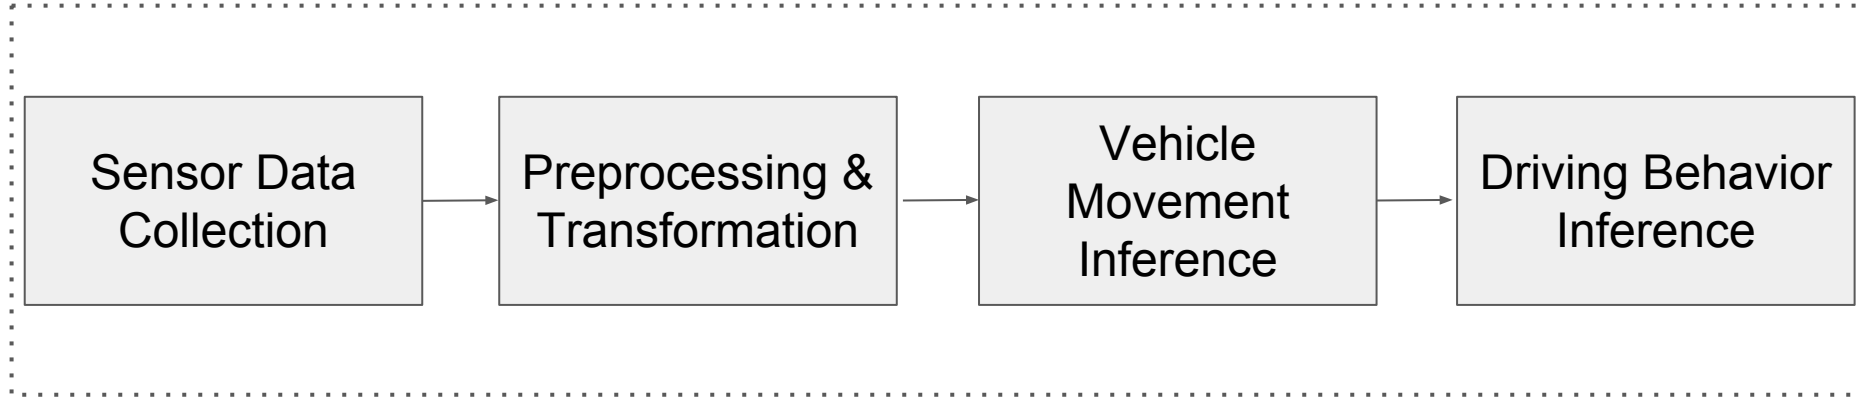 Sensor Data
Collection
Preprocessing &
Transformation
Vehicle
Movement
Inference
Driving Behavior
Inference